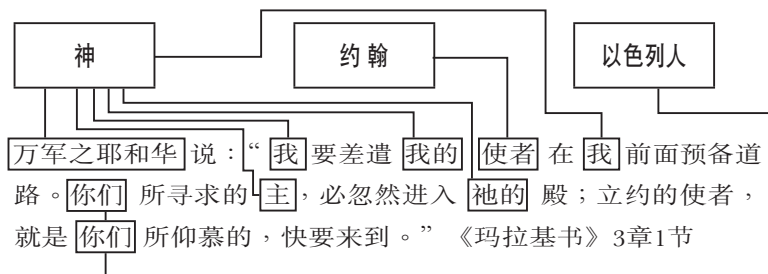 神 约翰 以色列人
万军之耶和华 说：“ 我 要差遣 我的 使者 在 我 前面预备道
路。你们 所寻求的 主，必忽然进入 祂的 殿；立约的使者，
就是 你们 所仰慕的，快要来到。” 《玛拉基书》3章1节